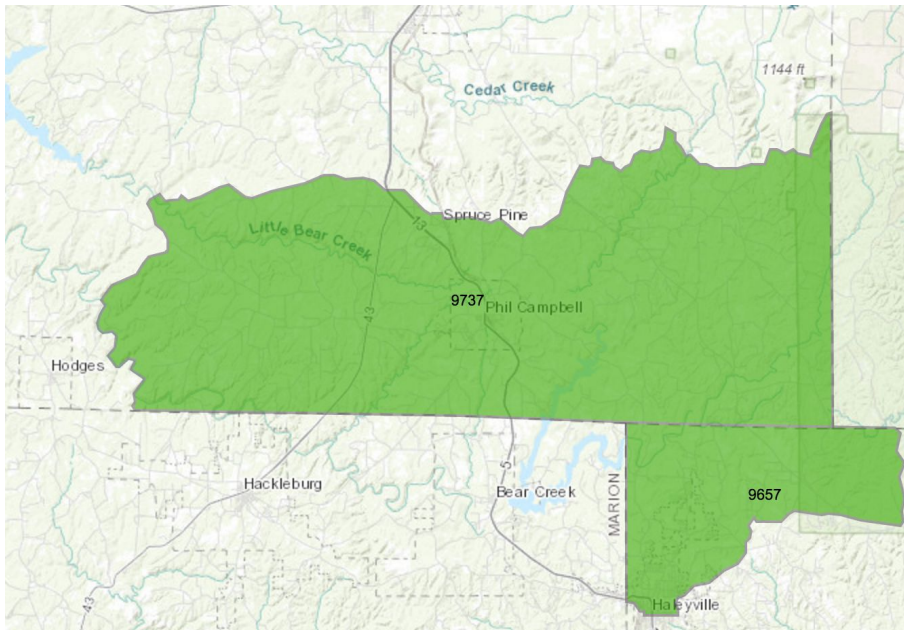 1144 ft
Cedar Creek
Spruce Pine
13
Little Bear Creek
9737
Phil Campbell
43
Hodges
Hackleburg
5
Bear Creek
MARION
9657
43
Haleyville